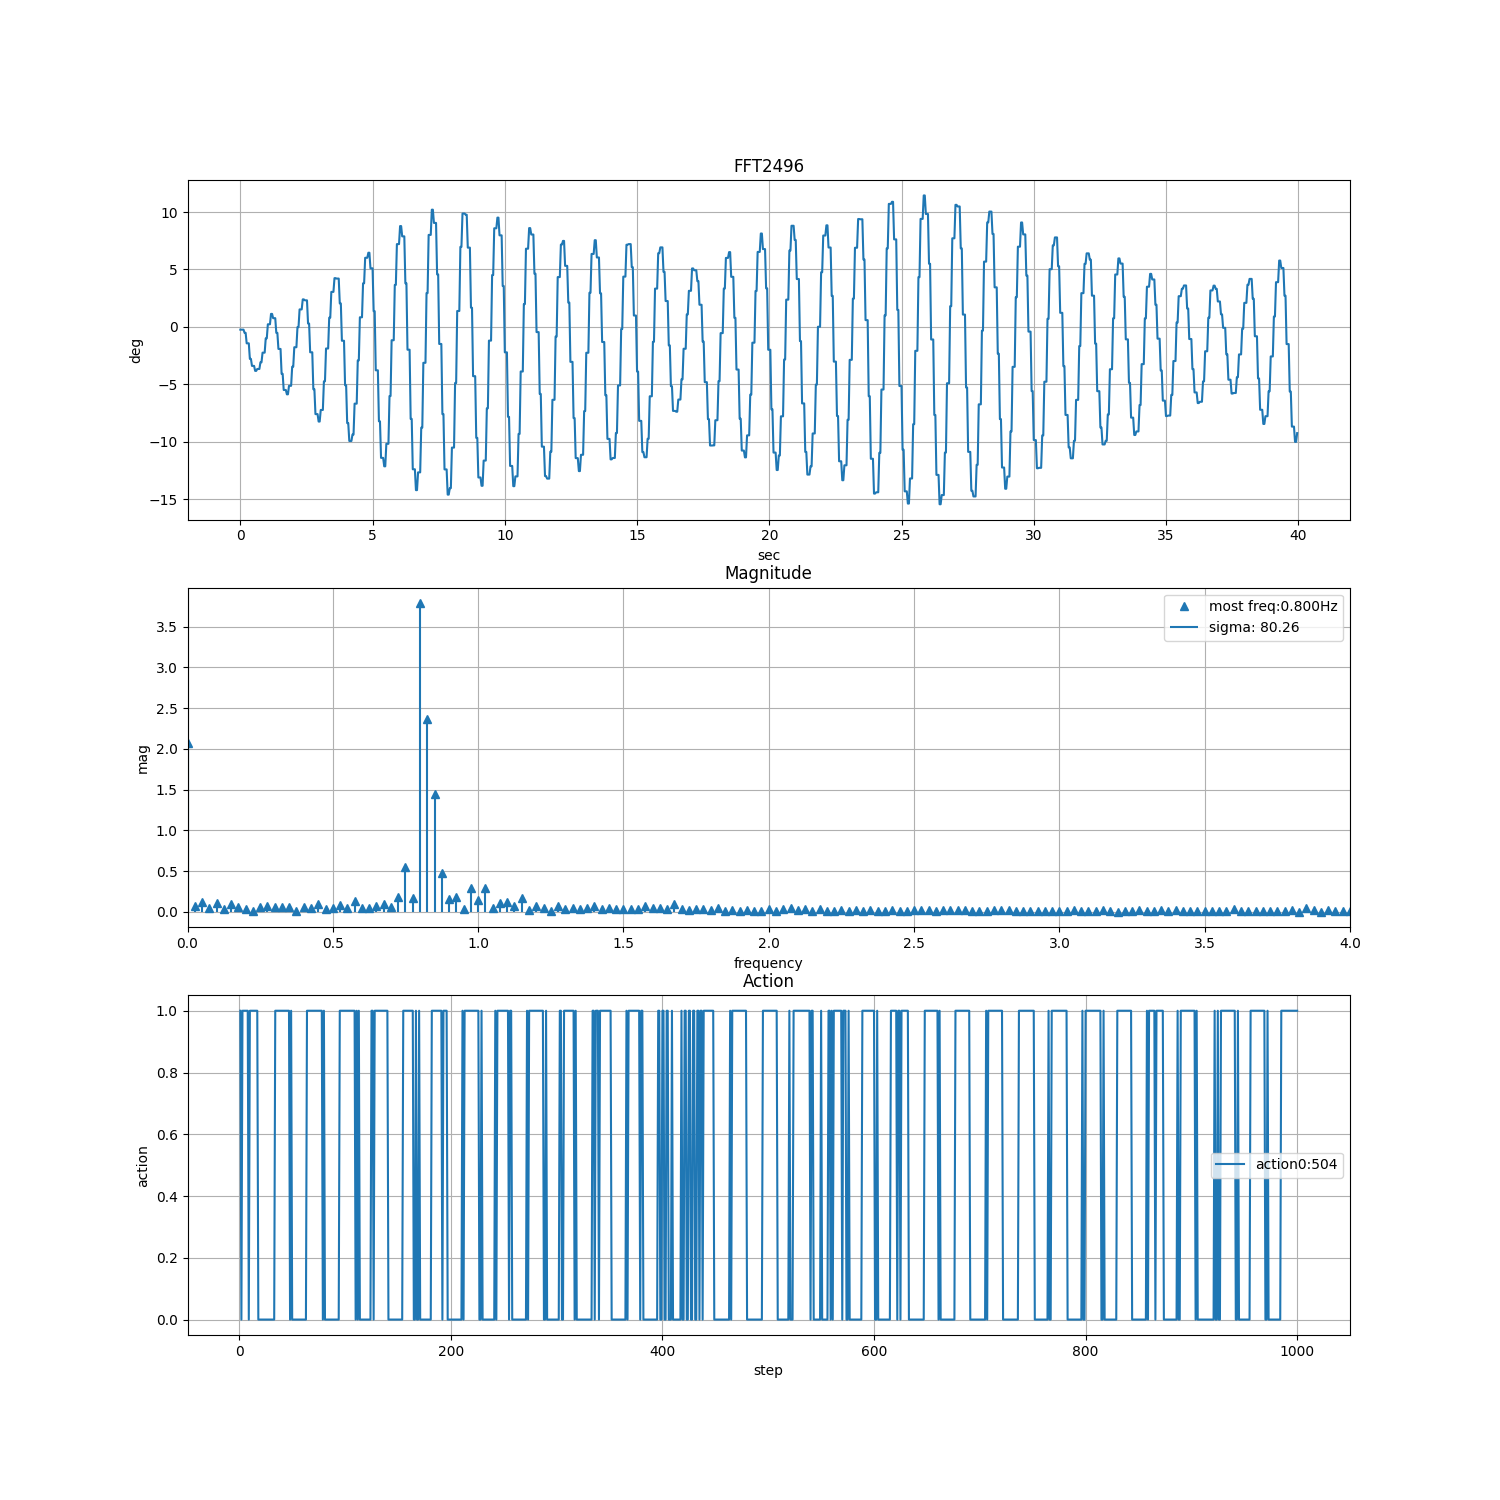 FFT2496
10
5
0
−5
−10
−15
deg
0 5 10 15 20 25 30 35 40
sec
Magnitude
most freq:0.800Hz
sigma: 80.26
3.5
3.0
2.5
2.0
1.5
1.0
0.5
0.0
mag
0.0 0.5 1.0 1.5 2.0 2.5 3.0 3.5 4.0
frequency
Action
1.0
0.8
0.6
0.4
0.2
0.0
action
action0:504
0 200 400 600 800 1000
step